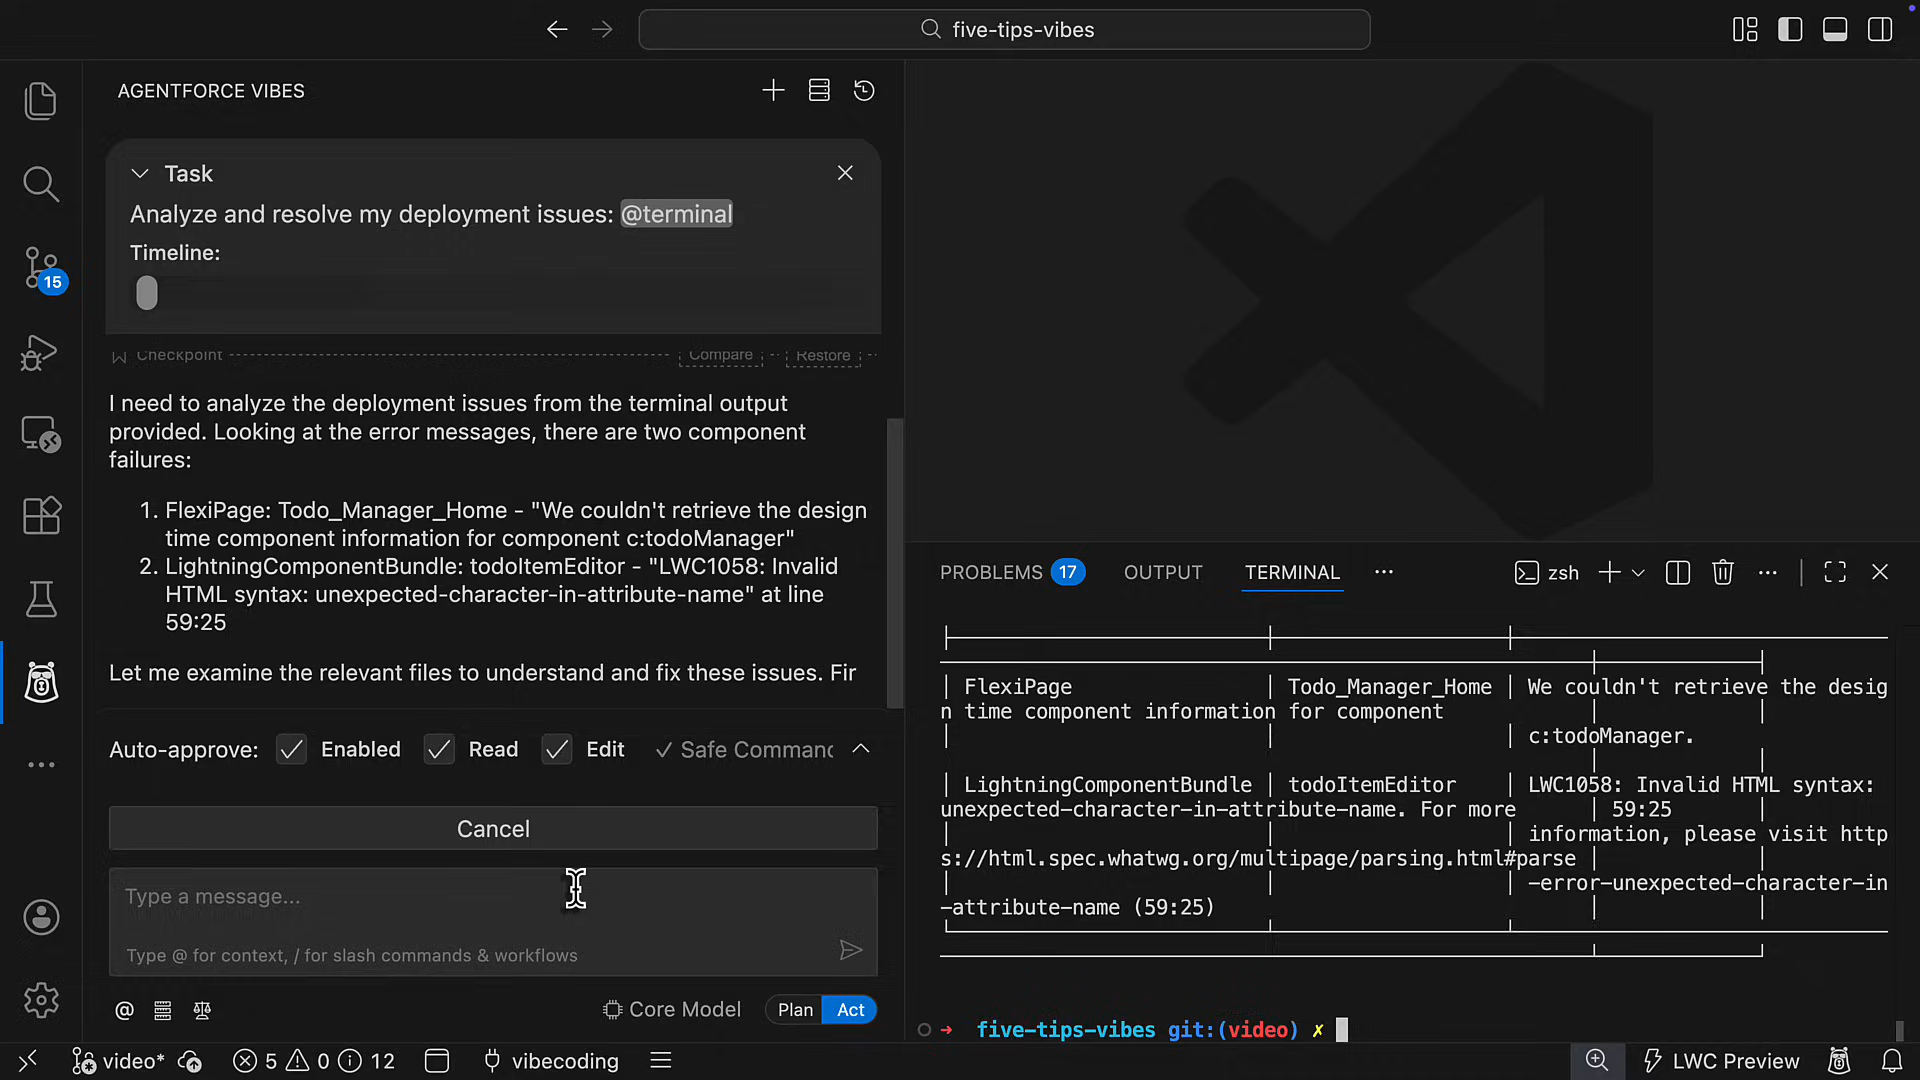 five-tips-vibes
AGENTFORCE VIBES
Task
Analyze and resolve my deployment issues: @terminal
Timeline:
Checkpoint Compare Restore
I need to analyze the deployment issues from the terminal output
provided. Looking at the error messages, there are two component
failures:
1. FlexiPage: Todo_Manager_Home - "We couldn't retrieve the design
time component information for component c:todoManager"
2. LightningComponentBundle: todoItemEditor - "LWC1058: Invalid
HTML syntax: unexpected-character-in-attribute-name" at line
59:25
Let me examine the relevant files to understand and fix these issues. Fir
Auto-approve: Enabled Read Edit Safe Command
Cancel
Type a message...
Type @ for context, / for slash commands & workflows
@ Core Model Plan Act
15
PROBLEMS 17 OUTPUT TERMINAL ... zsh
| FlexiPage | Todo_Manager_Home | We couldn't retrieve the desig
n time component information for component |
| | | c:todoManager.
| LightningComponentBundle | todoItemEditor | LWC1058: Invalid HTML syntax:
unexpected-character-in-attribute-name. For more | 59:25 |
| | | information, please visit http
s://html.spec.whatwg.org/multipage/parsing.html#parse | |
| | | -error-unexpected-character-in
-attribute-name (59:25) | |
➜ five-tips-vibes git:(video) ✗
video* 5 0 12 vibecoding LWC Preview